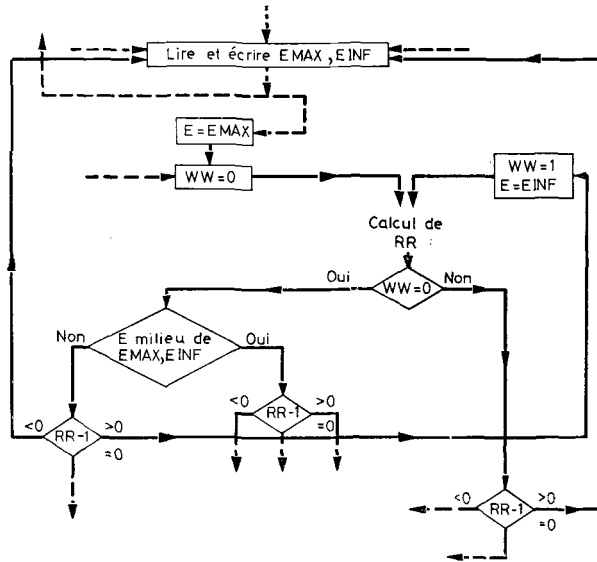 Lire et écrire EMAX, EINF
E=EMAX
WW=0
WW=1
E=EINF
Calcul de
RR :
Oui
WW=0
Non
Non
E milieu de
EMAX,EINF
Oui
<0
RR-1
>0
=0
<0
RR-1
>0
=0
<0
RR-1
>0
=0